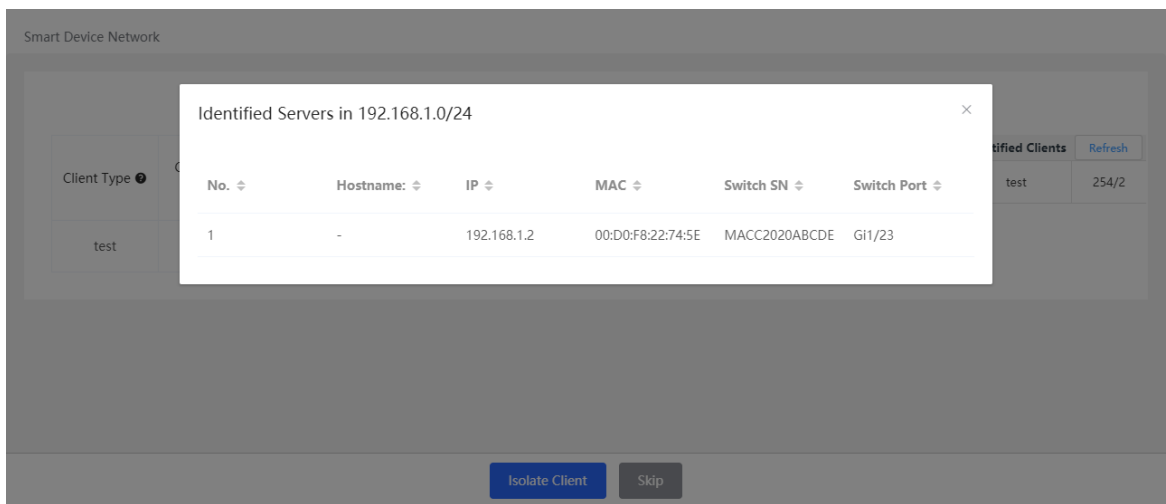 Smart Device Network
Identified Servers in 192.168.1.0/24
×
tified Clients Refresh
Client Type
test 254/2
No. Hostname: IP MAC Switch SN Switch Port
1 - 192.168.1.2 00:D0:F8:22:74:5E MACC2020ABCDE Gi1/23
test
Isolate Client Skip